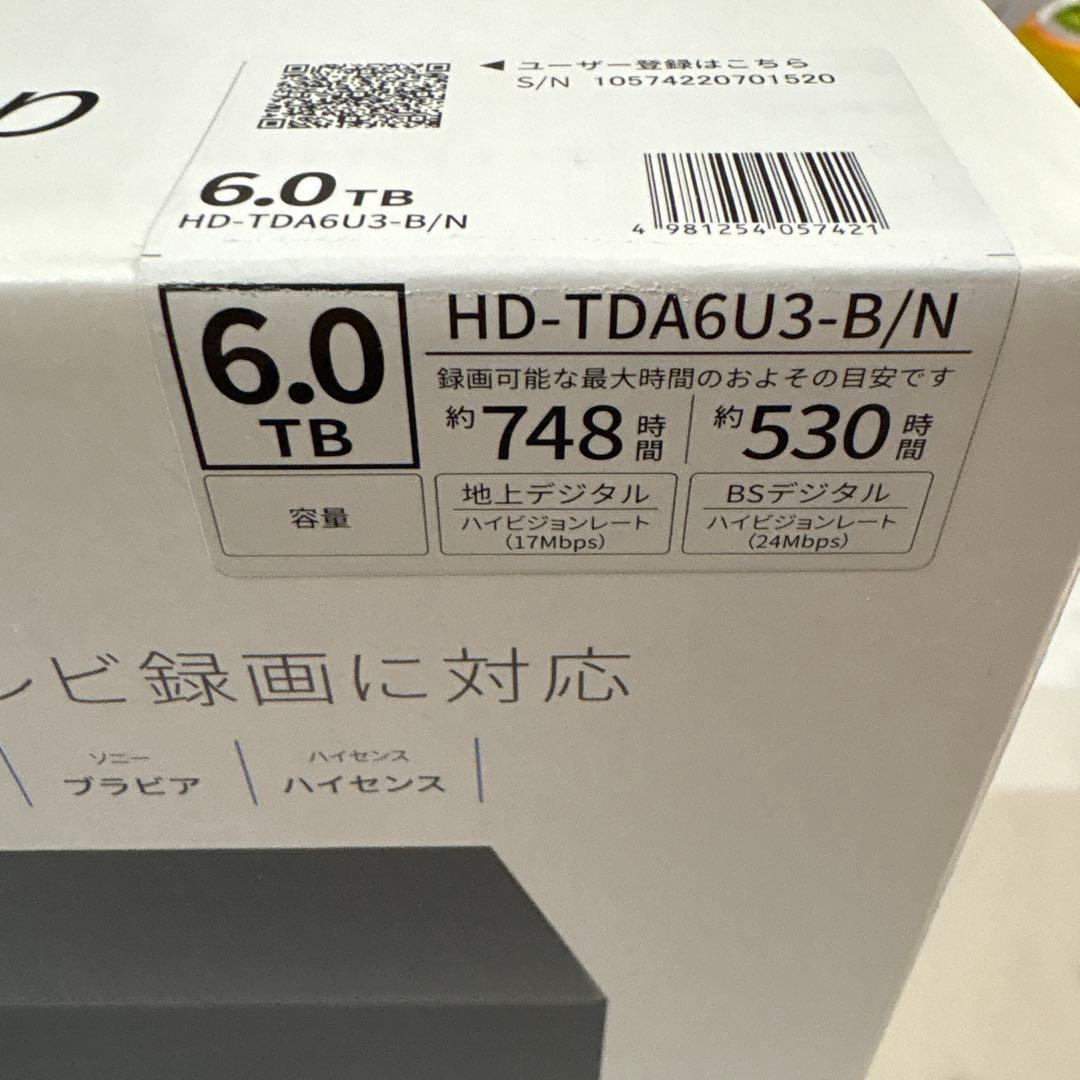 ◀ ユーザー登録はこちら
S/N 10574220701520
6.0 TB
HD-TDA6U3-B/N
4 981254 057421
6.0
TB
容量
HD-TDA6U3-B/N
録画可能な最大時間のおよその目安です
約748時間
約530時間
地上デジタル
ハイビジョンレート
(17Mbps)
BSデジタル
ハイビジョンレート
(24Mbps)
レビ録画に対応
ソニー
ブラビア
ハイセンス
ハイセンス